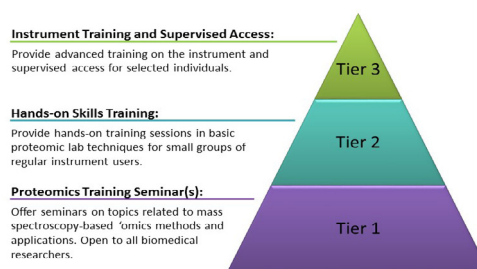 Instrument Training and Supervised Access:
Provide advanced training on the instrument and
supervised access for selected individuals.
Tier 3
Hands-on Skills Training:
Provide hands-on training sessions in basic
proteomic lab techniques for small groups of
regular instrument users.
Tier 2
Proteomics Training Seminar(s):
Offer seminars on topics related to mass
spectroscopy-based ‘omics methods and
applications. Open to all biomedical
researchers.
Tier 1